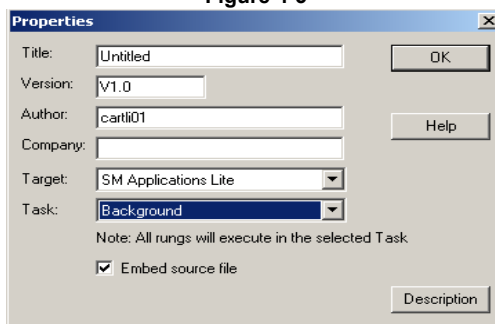 Properties
Title: Untitled OK
Version: V1.0
Author: cartli01 Help
Company:
Target: SM Applications Lite
Task: Background
Note: All rungs will execute in the selected Task
Embed source file
Description